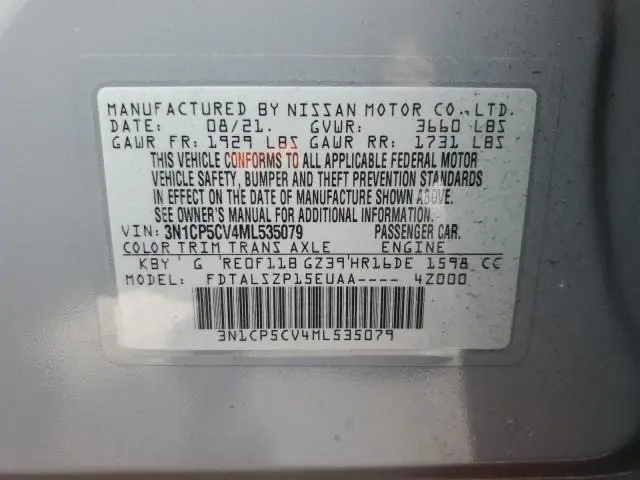 MANUFACTURED BY NISSAN MOTOR CO., LTD.
DATE: 08/21. GVWR: 3660 LBS
GAWR FR: 1929 LBS GAWR RR: 1731 LBS
THIS VEHICLE CONFORMS TO ALL APPLICABLE FEDERAL MOTOR
VEHICLE SAFETY, BUMPER AND THEFT PREVENTION STANDARDS
IN EFFECT ON THE DATE OF MANUFACTURE SHOWN ABOVE.
SEE OWNER'S MANUAL FOR ADDITIONAL INFORMATION.
VIN: 3N1CP5CV4ML535079 PASSENGER CAR.
COLOR TRIM TRANS AXLE ENGINE
KBY G RE0F11B GZ39 HR16DE 1598 CC
MODEL: FDTALSZP15EUAA---- 4Z000
3N1CP5CV4ML535079